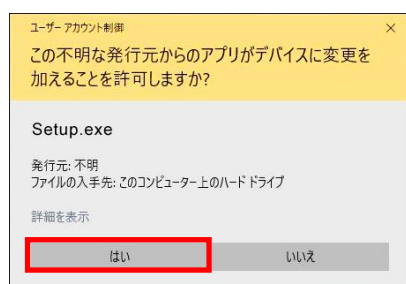 ユーザー アカウント制御
この不明な発行元からのアプリがデバイスに変更を
加えることを許可しますか?
Setup.exe
発行元: 不明
ファイルの入手先: このコンピューター上のハード ドライブ
詳細を表示
はい
いいえ